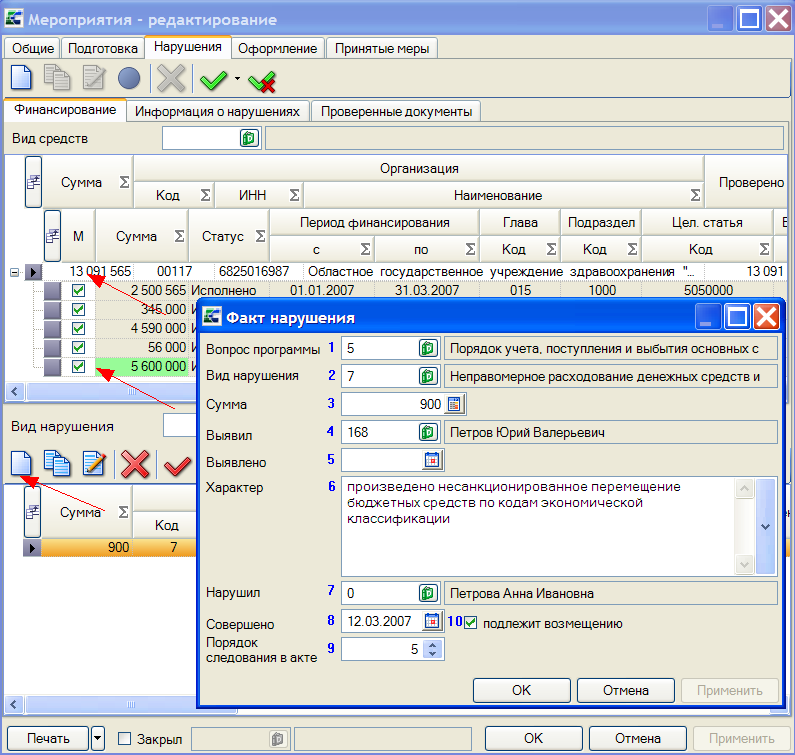 Мероприятия - редактирование
Общие Подготовка Нарушения Оформление Принятые меры
Финансирование Информация о нарушениях Проверенные документы
Вид средств
Сумма Σ Организация Проверено
Код Σ ИНН Σ Наименование Σ
М Сумма Σ Статус Σ Период финансирования Глава Подраздел Цел. статья
с Σ по Σ Код Σ Код Σ Код Σ
13 091 565 00117 6825016987 Областное государственное учреждение здравоохранения "... 13 091
2 500 565 Исполнено 01.01.2007 31.03.2007 015 1000 5050000
345 000 И
4 590 000 И
56 000 И
5 600 000 И
Вид нарушения
Сумма Σ
Код
900 7
Факт нарушения
Вопрос программы 1 5 Порядок учета, поступления и выбытия основных с
Вид нарушения 2 7 Неправомерное расходование денежных средств и
Сумма 3 900
Выявил 4 168 Петров Юрий Валерьевич
Выявлено 5
Характер 6 произведено несанкционированное перемещение
бюджетных средств по кодам экономической
классификации
Нарушил 7 0 Петрова Анна Ивановна
Совершено 8 12.03.2007 10 подлежит возмещению
Порядок
следования в акте 9 5
ОК Отмена Применить
Печать Закрыл ОК Отмена Применить